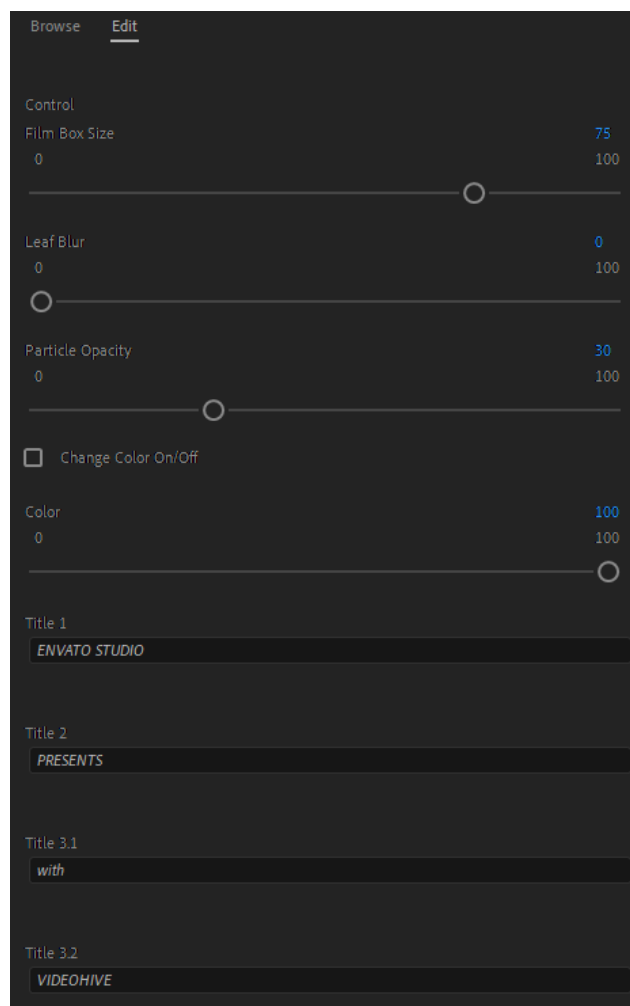 Browse Edit
Control
Film Box Size 75
0 100
Leaf Blur 0
0 100
Particle Opacity 30
0 100
Change Color On/Off
Color 100
0 100
Title 1
ENVATO STUDIO
Title 2
PRESENTS
Title 3.1
with
Title 3.2
VIDEOHIVE